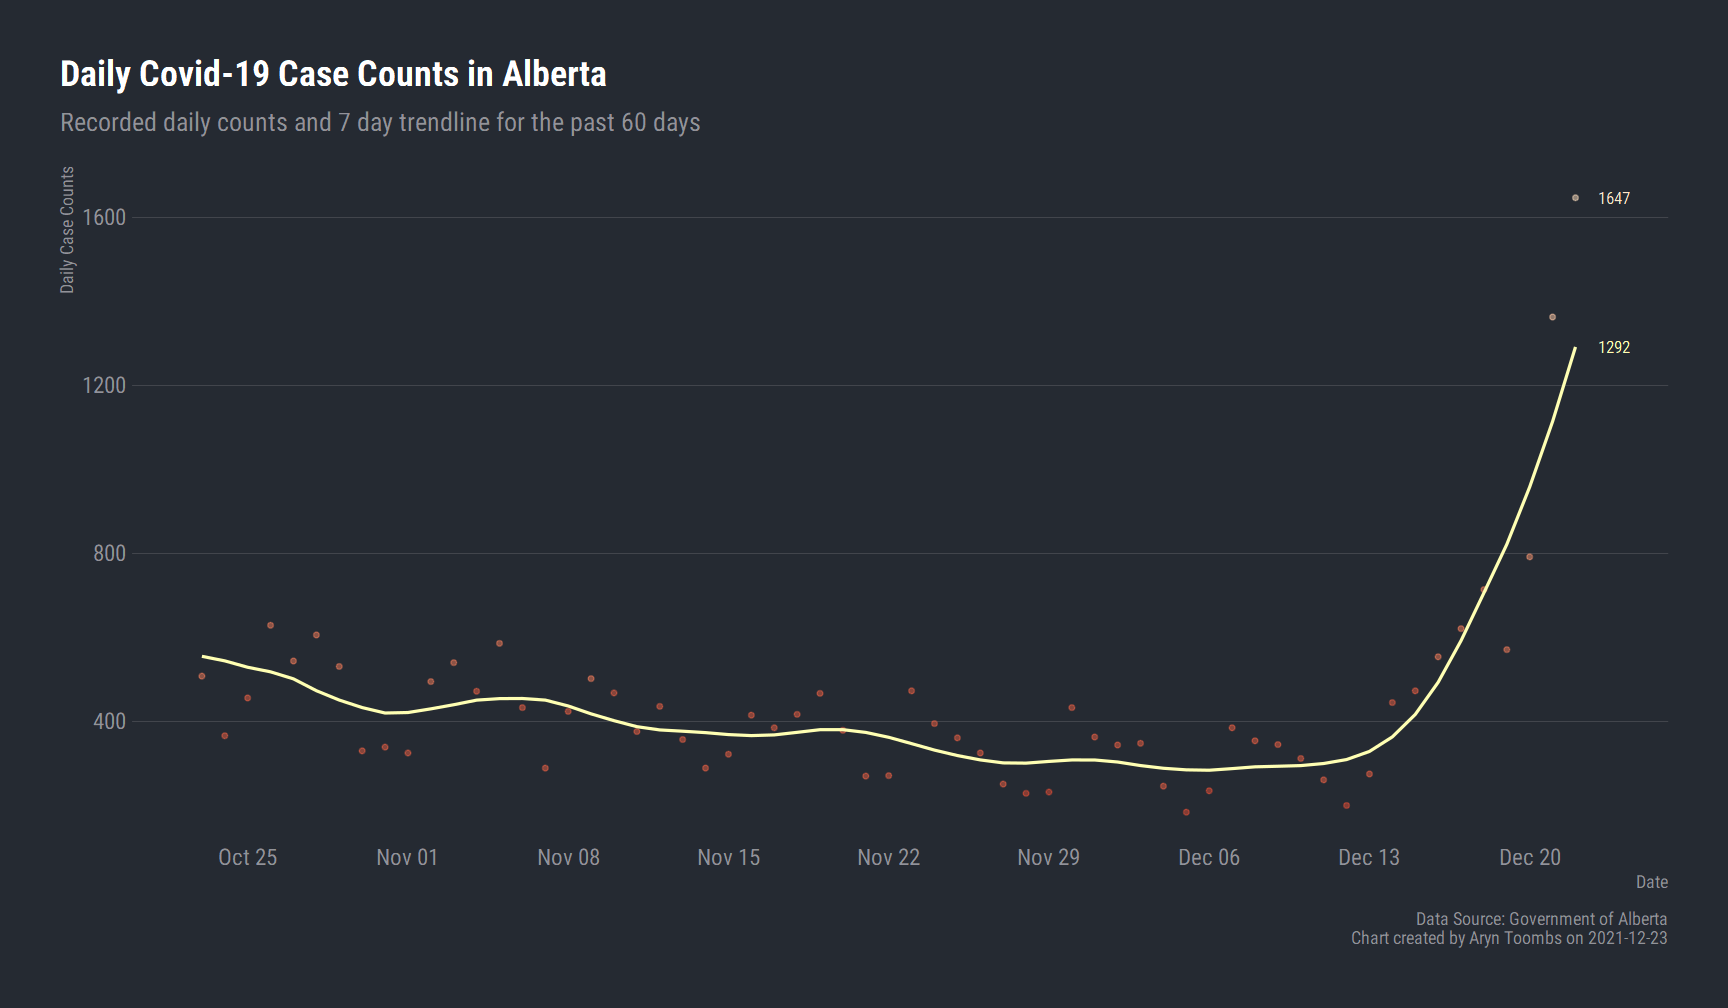 Daily Covid-19 Case Counts in Alberta
Recorded daily counts and 7 day trendline for the past 60 days
Daily Case Counts
1600
1200
800
400
1647
1292
Oct 25
Nov 01
Nov 08
Nov 15
Nov 22
Nov 29
Dec 06
Dec 13
Dec 20
Date
Data Source: Government of Alberta
Chart created by Aryn Toombs on 2021-12-23